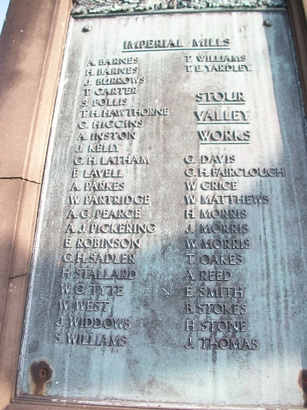 IMPERIAL MILLS
A. BARNES
H. BARNES
J. BURROWS
T. CARTER
S. FOLLIS
T. H. HAWTHORNE
G. HIGGINS
A. INSTON
J. KELLY
G. H. LATHAM
F. LAVELL
A. PARKES
W. PARTRIDGE
A. G. PEARCE
A. J. PICKERING
E. ROBINSON
C. H. SADLER
H. STALLARD
W. G. TYTE
W. WEST
J. WIDDOWS
S. WILLIAMS
T. WILLIAMS
T. E. YARDLEY.
STOUR
VALLEY
WORKS
G. DAVIS
G. H. FAIRCLOUGH
W. GRICE
W. MATTHEWS
H. MORRIS
J. MORRIS
W. MORRIS
T. OAKES
A. REED
E. SMITH
B. STOKES
H. STONE
J. THOMAS